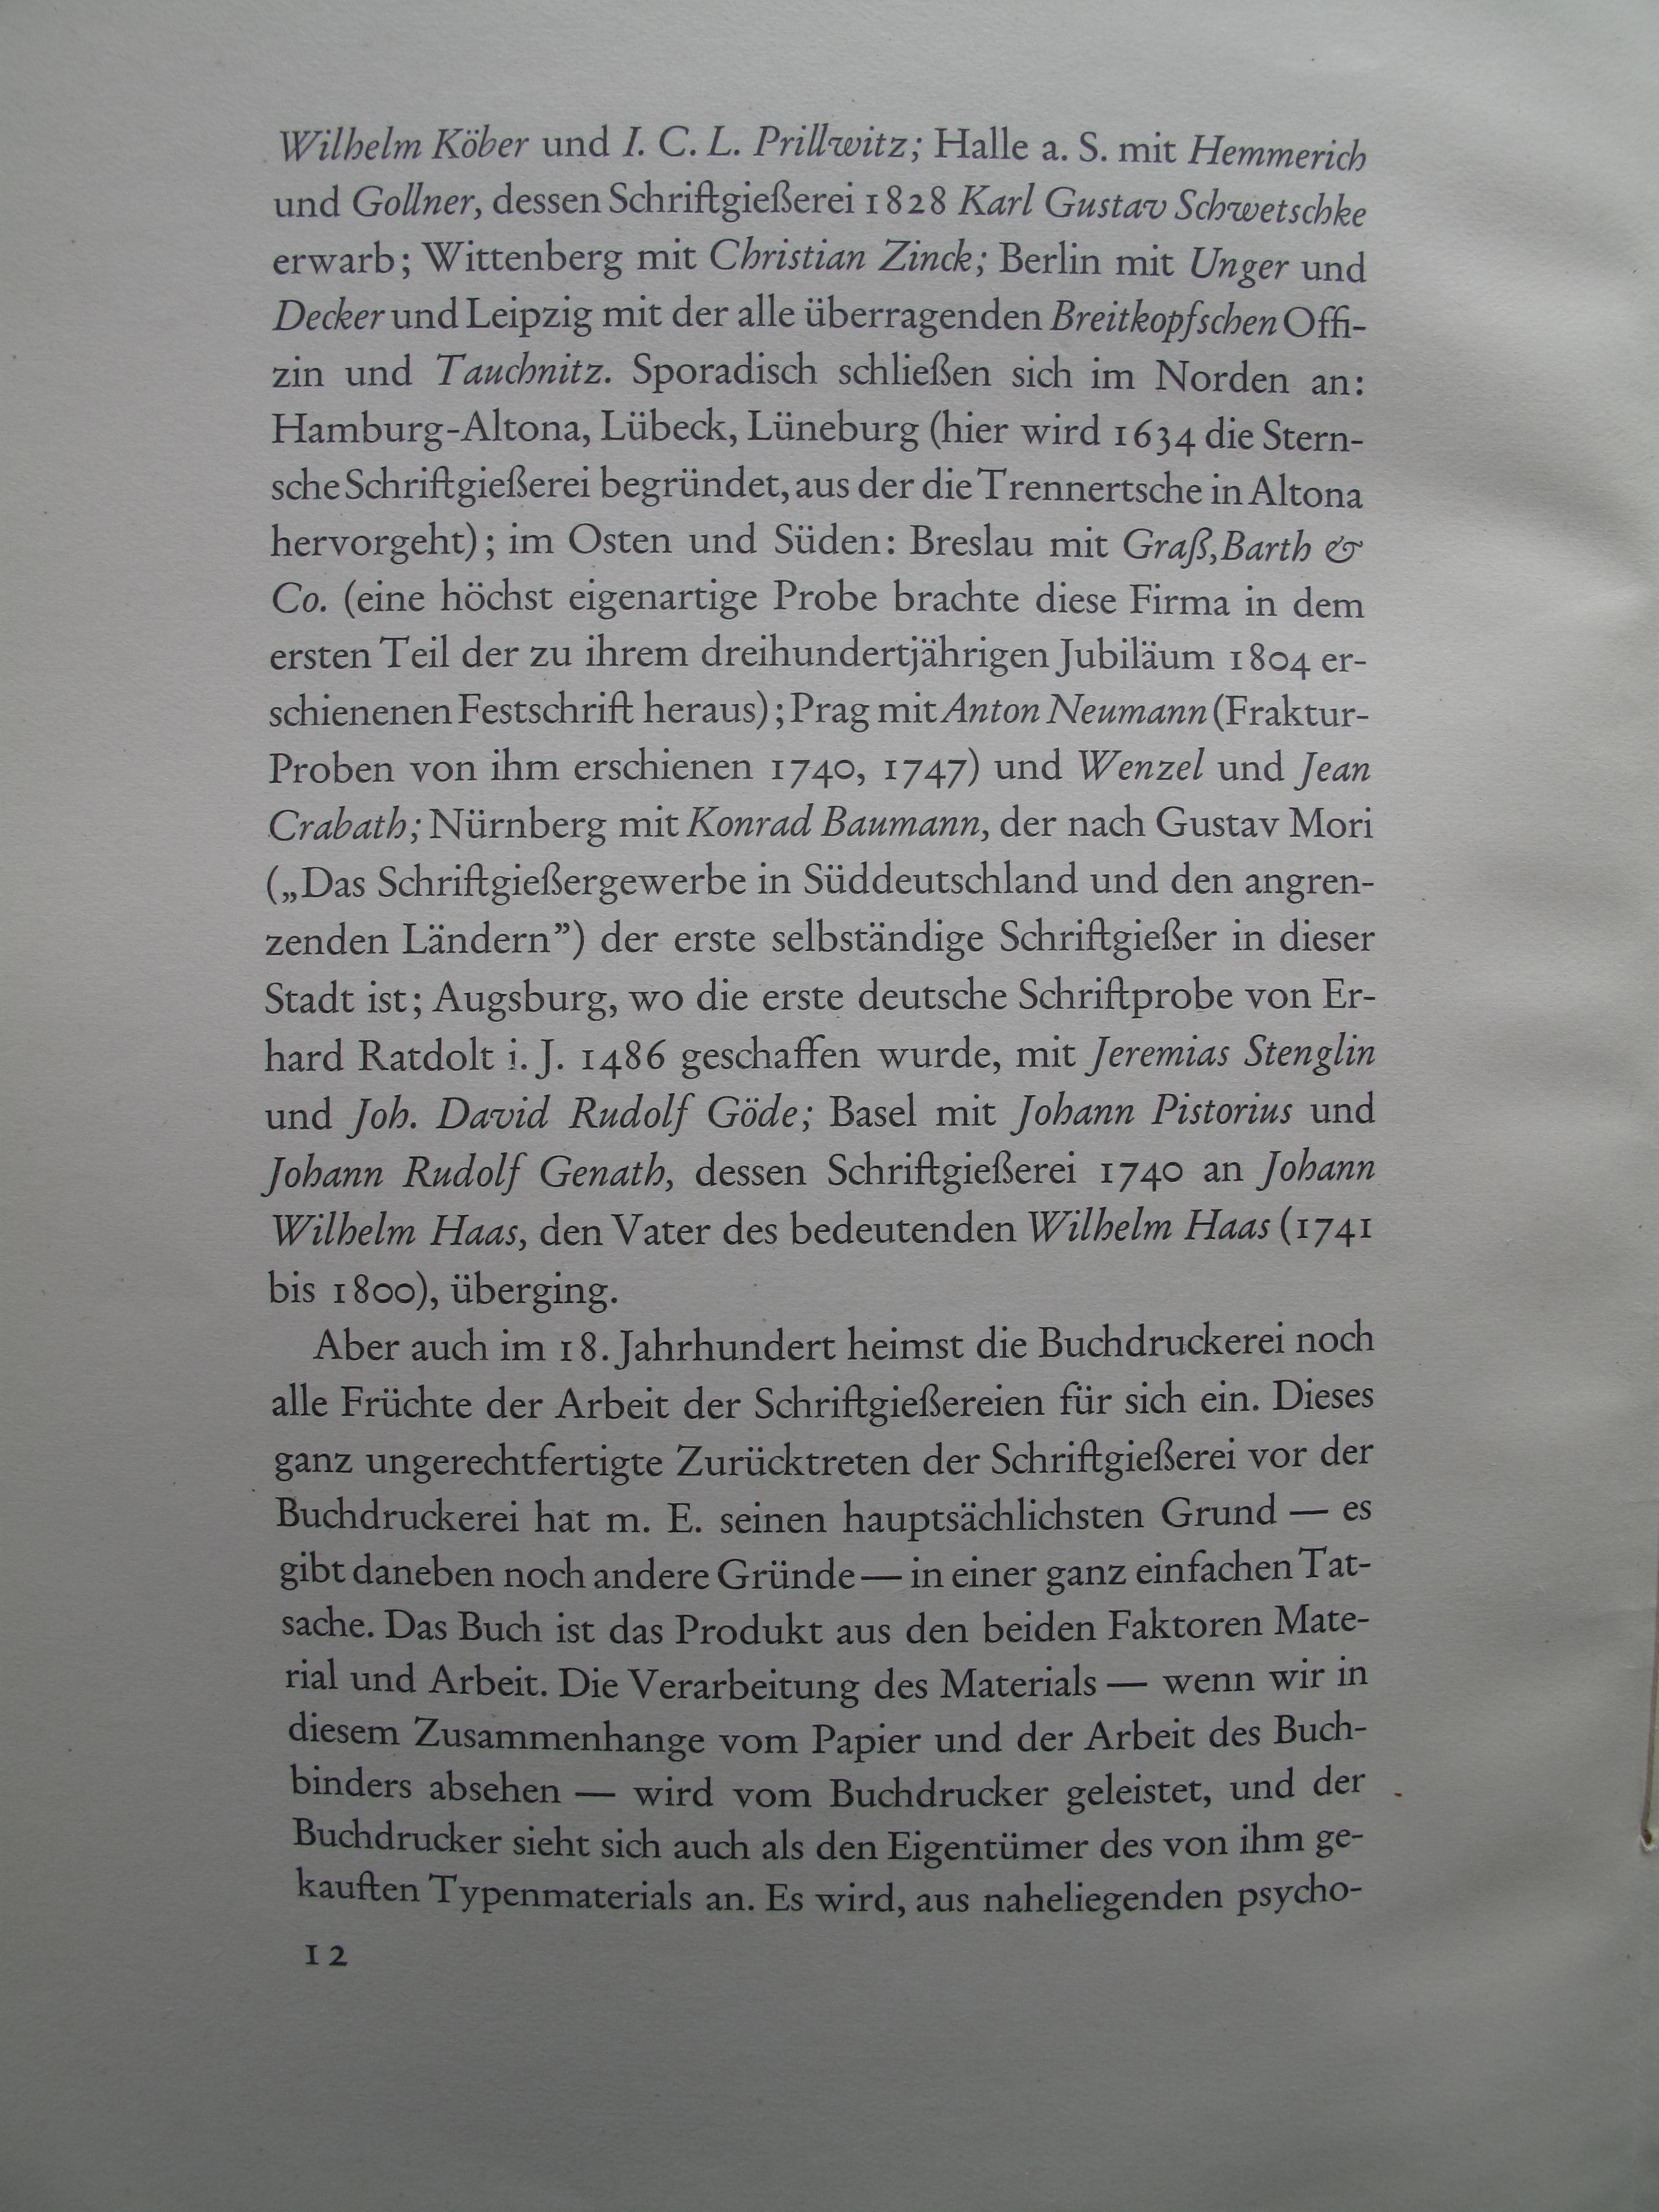 Wilhelm Köber und I. C. L. Prillwitz; Halle a. S. mit Hemmerich
und Gollner, dessen Schriftgießerei 1828 Karl Gustav Schwetschke
erwarb; Wittenberg mit Christian Zinck; Berlin mit Unger und
Decker und Leipzig mit der alle überragenden Breitkopfschen Offi-
zin und Tauchnitz. Sporadisch schließen sich im Norden an:
Hamburg-Altona, Lübeck, Lüneburg (hier wird 1634 die Stern-
sche Schriftgießerei begründet, aus der die Trennertsche in Altona
hervorgeht); im Osten und Süden: Breslau mit Graß, Barth &
Co. (eine höchst eigenartige Probe brachte diese Firma in dem
ersten Teil der zu ihrem dreihundertjährigen Jubiläum 1804 er-
schienenen Festschrift heraus); Prag mit Anton Neumann (Fraktur-
Proben von ihm erschienen 1740, 1747) und Wenzel und Jean
Crabath; Nürnberg mit Konrad Baumann, der nach Gustav Mori
(„Das Schriftgießergewerbe in Süddeutschland und den angren-
zenden Ländern”) der erste selbständige Schriftgießer in dieser
Stadt ist; Augsburg, wo die erste deutsche Schriftprobe von Er-
hard Ratdolt i. J. 1486 geschaffen wurde, mit Jeremias Stenglin
und Joh. David Rudolf Göde; Basel mit Johann Pistorius und
Johann Rudolf Genath, dessen Schriftgießerei 1740 an Johann
Wilhelm Haas, den Vater des bedeutenden Wilhelm Haas (1741
bis 1800), überging.
Aber auch im 18. Jahrhundert heimst die Buchdruckerei noch
alle Früchte der Arbeit der Schriftgießereien für sich ein. Dieses
ganz ungerechtfertigte Zurücktreten der Schriftgießerei vor der
Buchdruckerei hat m. E. seinen hauptsächlichsten Grund — es
gibt daneben noch andere Gründe — in einer ganz einfachen Tat-
sache. Das Buch ist das Produkt aus den beiden Faktoren Mate-
rial und Arbeit. Die Verarbeitung des Materials — wenn wir in
diesem Zusammenhange vom Papier und der Arbeit des Buch-
binders absehen — wird vom Buchdrucker geleistet, und der
Buchdrucker sieht sich auch als den Eigentümer des von ihm ge-
kauften Typenmaterials an. Es wird, aus naheliegenden psycho-
12